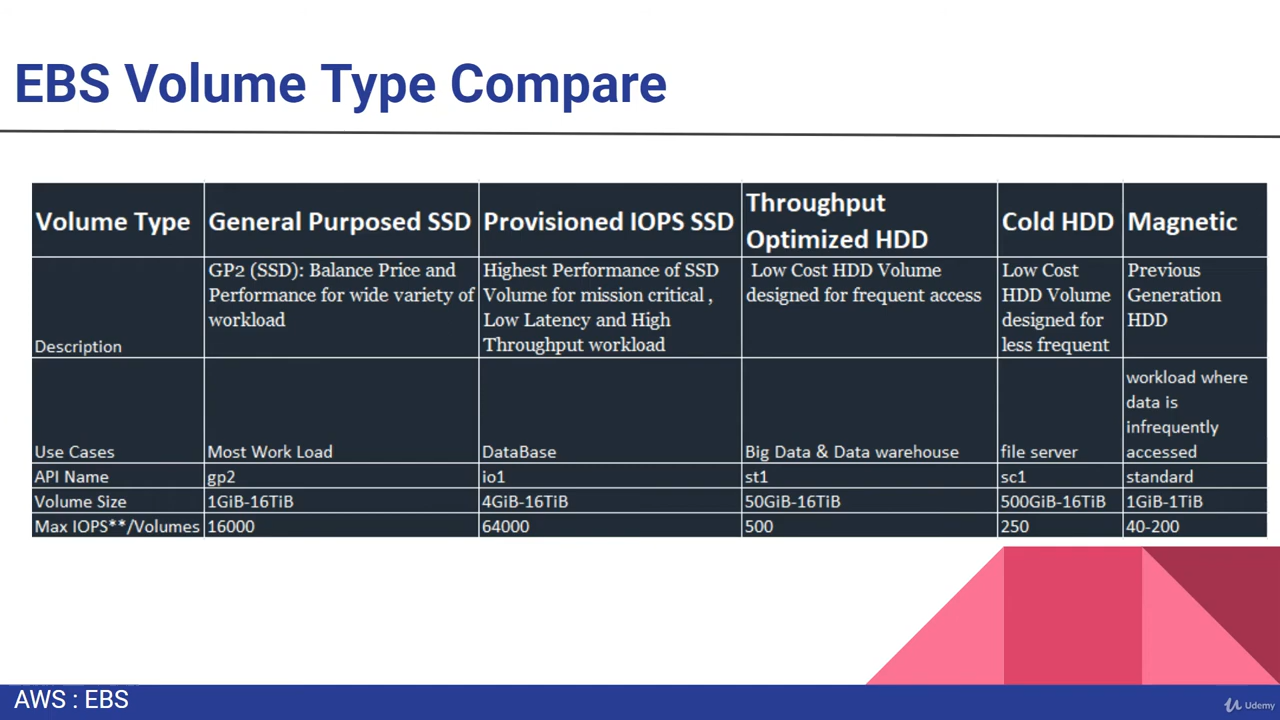 EBS Volume Type Compare
Volume Type General Purposed SSD Provisioned IOPS SSD Throughput Optimized HDD Cold HDD Magnetic
Description
GP2 (SSD): Balance Price and
Performance for wide variety of
workload
Highest Performance of SSD
Volume for mission critical ,
Low Latency and High
Throughput workload
Low Cost HDD Volume
designed for frequent access
Low Cost
HDD Volume
designed for
less frequent
Previous
Generation
HDD
Use Cases
Most Work Load
DataBase
Big Data & Data warehouse
file server
workload where
data is
infrequently
accessed
API Name gp2 io1 st1 sc1 standard
Volume Size 1GiB-16TiB 4GiB-16TiB 50GiB-16TiB 500GiB-16TiB 1GiB-1TiB
Max IOPS**/Volumes 16000 64000 500 250 40-200
AWS : EBS
Udemy